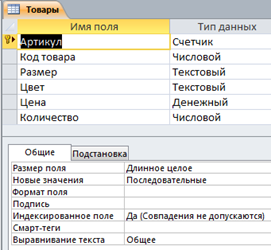 Товары
Имя поля Тип данных
Артикул Счетчик
Код товара Числовой
Размер Текстовый
Цвет Текстовый
Цена Денежный
Количество Числовой
Общие Подстановка
Размер поля Длинное целое
Новые значения Последовательные
Формат поля
Подпись
Индексированное поле Да (Совпадения не допускаются)
Смарт-теги
Выравнивание текста Общее